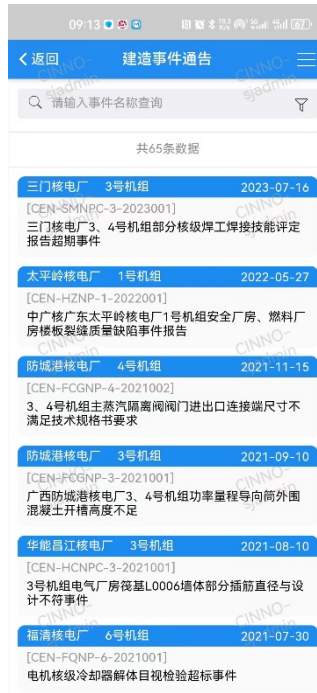 09:13
67
返回
建造事件通告
请输入事件名称查询
共65条数据
三门核电厂 3号机组 2023-07-16
[CEN-SMNPC-3-2023001]
三门核电厂3、4号机组部分核级焊工焊接技能评定
报告超期事件
太平岭核电厂 1号机组 2022-05-27
[CEN-HZNP-1-2022001]
中广核广东太平岭核电厂1号机组安全厂房、燃料厂
房楼板裂缝质量缺陷事件报告
防城港核电厂 4号机组 2021-11-15
[CEN-FCGNP-4-2021002]
3、4号机组主蒸汽隔离阀阀门进出口连接端尺寸不
满足技术规格书要求
防城港核电厂 3号机组 2021-09-10
[CEN-FCGNP-3-2021001]
广西防城港核电厂3、4号机组功率量程导向筒外围
混凝土开槽高度不足
华能昌江核电厂 3号机组 2021-08-10
[CEN-HCNPC-3-2021001]
3号机组电气厂房筏基L0006墙体部分插筋直径与设
计不符事件
福清核电厂 6号机组 2021-07-30
[CEN-FQNP-6-2021001]
电机核级冷却器解体目视检验超标事件
CINNO-
sjadmin